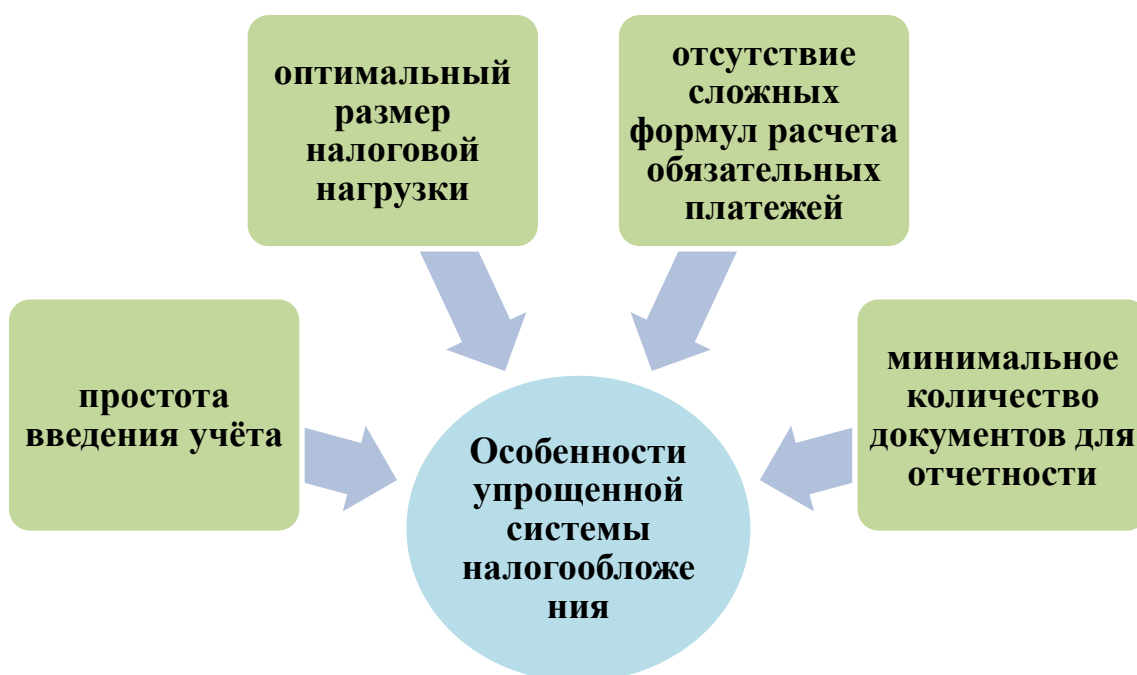 оптимальный
размер
налоговой
нагрузки
отсутствие
сложных
формул расчета
обязательных
платежей
простота
введения учёта
минимальное
количество
документов для
отчетности
Особенности
упрощенной
системы
налогообложе
ния